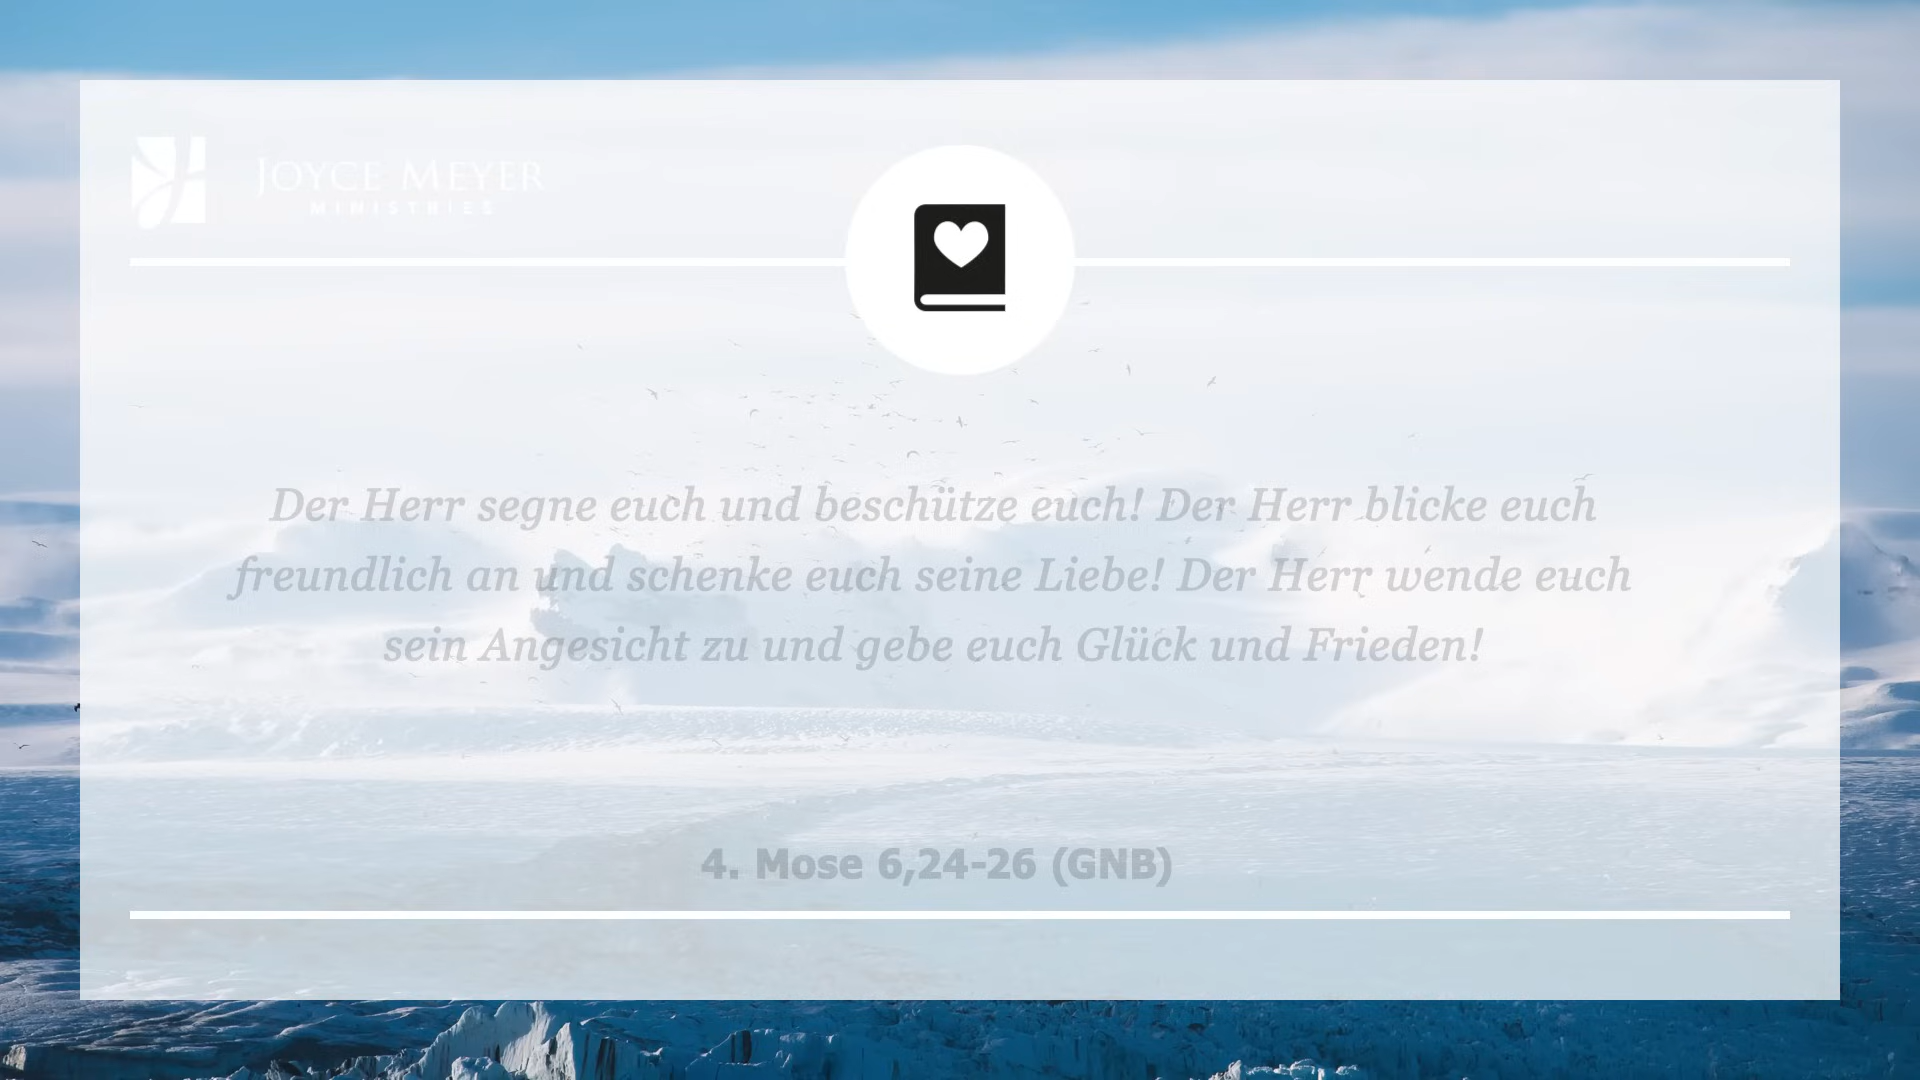 JOYCE MEYER
MINISTRIES
Der Herr segne euch und beschütze euch! Der Herr blicke euch
freundlich an und schenke euch seine Liebe! Der Herr wende euch
sein Angesicht zu und gebe euch Glück und Frieden!
4. Mose 6,24-26 (GNB)